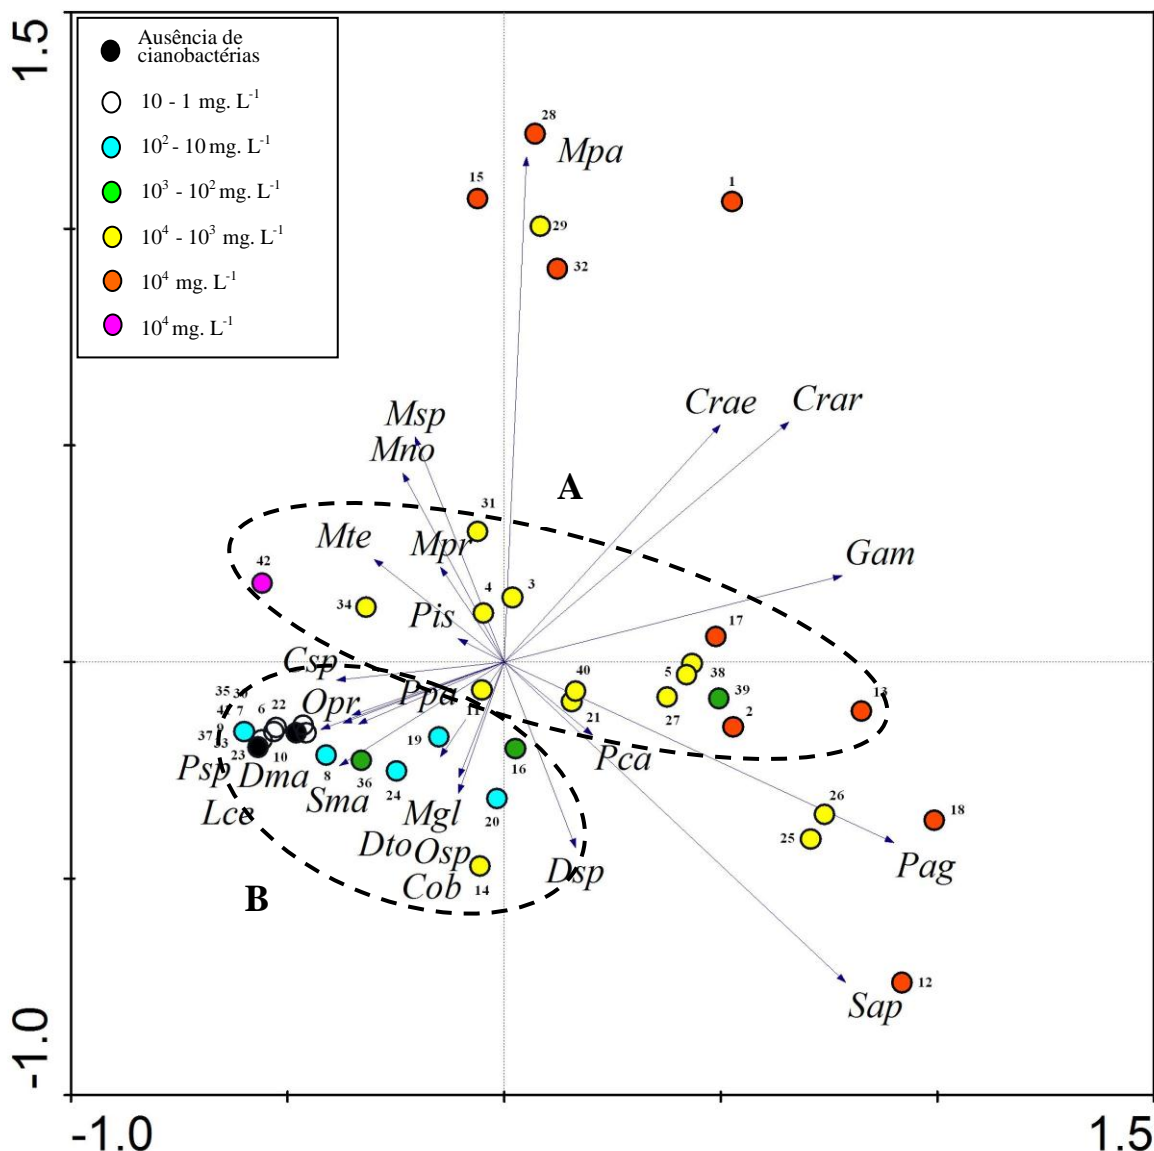 1.5
Ausência de
cianobactérias
10 - 1 mg. L⁻¹
10² - 10 mg. L⁻¹
10³ - 10² mg. L⁻¹
10⁴ - 10³ mg. L⁻¹
10⁴ mg. L⁻¹
10⁴ mg. L⁻¹
28
Mpa
15
1
29
32
Msp
Mno
Crae
Crar
A
31
Mte
Mpr
Gam
42
34
4
3
Pis
17
Csp
5
38
40
39
13
35
Opr
Ppa
11
21
27
2
7
6
22
37
33
19
16
Pca
23
10
Psp
Dma
8
36
24
20
26
18
Lce
Sma
Mgl
25
Dto
Osp
Dsp
Pag
Cob
14
B
12
Sap
-1.0
-1.0
1.5